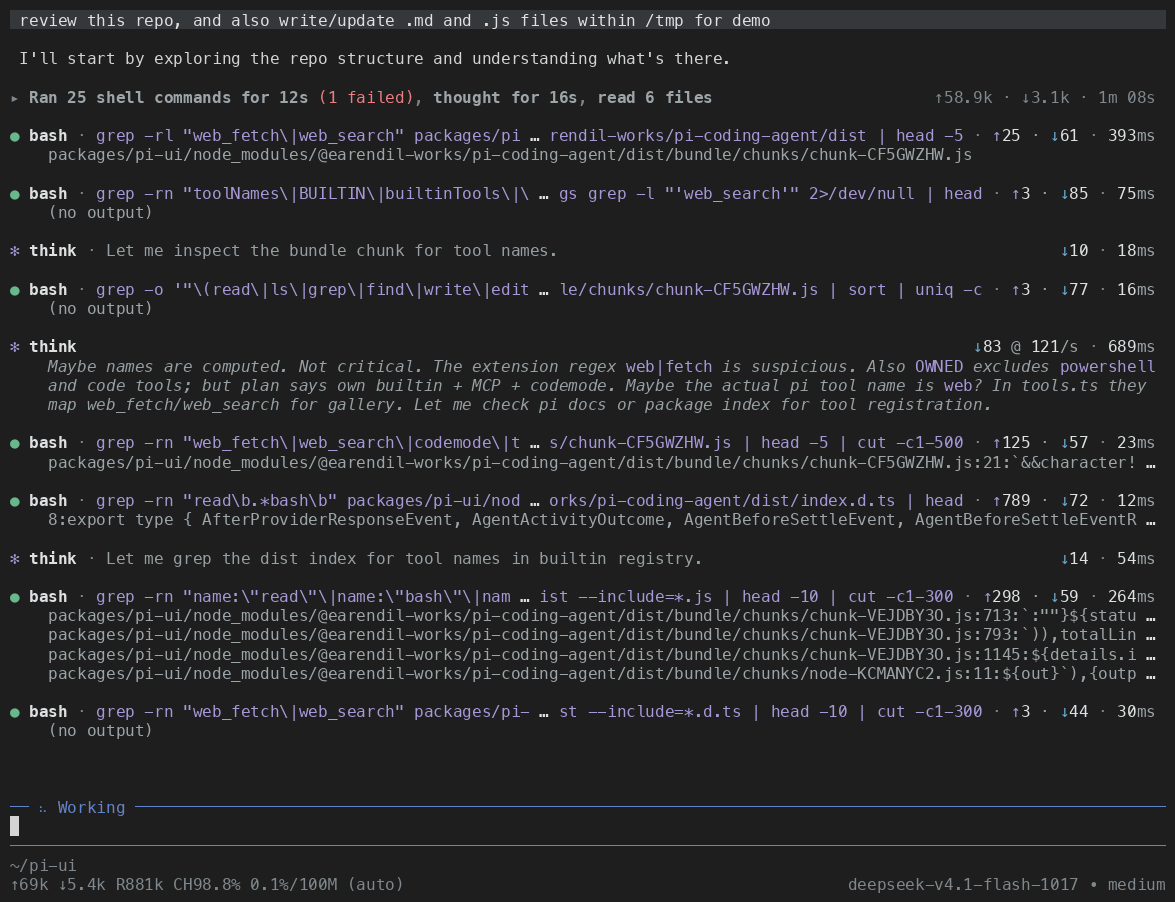 review this repo, and also write/update .md and .js files within /tmp for demo
I'll start by exploring the repo structure and understanding what's there.
▸ Ran 25 shell commands for 12s (1 failed), thought for 16s, read 6 files ↑58.9k · ↓3.1k · 1m 08s
● bash · grep -rl "web_fetch\|web_search" packages/pi … rendil-works/pi-coding-agent/dist | head -5 · ↑25 · ↓61 · 393ms
packages/pi-ui/node_modules/@earendil-works/pi-coding-agent/dist/bundle/chunks/chunk-CF5GWZHW.js
● bash · grep -rn "toolNames\|BUILTIN\|builtinTools\|\ … gs grep -l "'web_search'" 2>/dev/null | head · ↑3 · ↓85 · 75ms
(no output)
✻ think · Let me inspect the bundle chunk for tool names. ↓10 · 18ms
● bash · grep -o '"\(read\|ls\|grep\|find\|write\|edit … le/chunks/chunk-CF5GWZHW.js | sort | uniq -c · ↑3 · ↓77 · 16ms
(no output)
✻ think ↓83 @ 121/s · 689ms
Maybe names are computed. Not critical. The extension regex web|fetch is suspicious. Also OWNED excludes powershell
and code tools; but plan says own builtin + MCP + codemode. Maybe the actual pi tool name is web? In tools.ts they
map web_fetch/web_search for gallery. Let me check pi docs or package index for tool registration.
● bash · grep -rn "web_fetch\|web_search\|codemode\|t … s/chunk-CF5GWZHW.js | head -5 | cut -c1-500 · ↑125 · ↓57 · 23ms
packages/pi-ui/node_modules/@earendil-works/pi-coding-agent/dist/bundle/chunks/chunk-CF5GWZHW.js:21:`&&character! …
● bash · grep -rn "read\b.*bash\b" packages/pi-ui/nod … orks/pi-coding-agent/dist/index.d.ts | head · ↑789 · ↓72 · 12ms
8:export type { AfterProviderResponseEvent, AgentActivityOutcome, AgentBeforeSettleEvent, AgentBeforeSettleEventR …
✻ think · Let me grep the dist index for tool names in builtin registry. ↓14 · 54ms
● bash · grep -rn "name:\"read\"\|name:\"bash\"\|nam … ist --include=*.js | head -10 | cut -c1-300 · ↑298 · ↓59 · 264ms
packages/pi-ui/node_modules/@earendil-works/pi-coding-agent/dist/bundle/chunks/chunk-VEJDBY3O.js:713:`:""}${statu …
packages/pi-ui/node_modules/@earendil-works/pi-coding-agent/dist/bundle/chunks/chunk-VEJDBY3O.js:793:`)),totalLin …
packages/pi-ui/node_modules/@earendil-works/pi-coding-agent/dist/bundle/chunks/chunk-VEJDBY3O.js:1145:${details.i …
packages/pi-ui/node_modules/@earendil-works/pi-coding-agent/dist/bundle/chunks/node-KCMANYC2.js:11:${out}`),{outp …
● bash · grep -rn "web_fetch\|web_search" packages/pi- … st --include=*.d.ts | head -10 | cut -c1-300 · ↑3 · ↓44 · 30ms
(no output)
Working
~/pi-ui
↑69k ↓5.4k R881k CH98.8% 0.1%/100M (auto) deepseek-v4.1-flash-1017 • medium